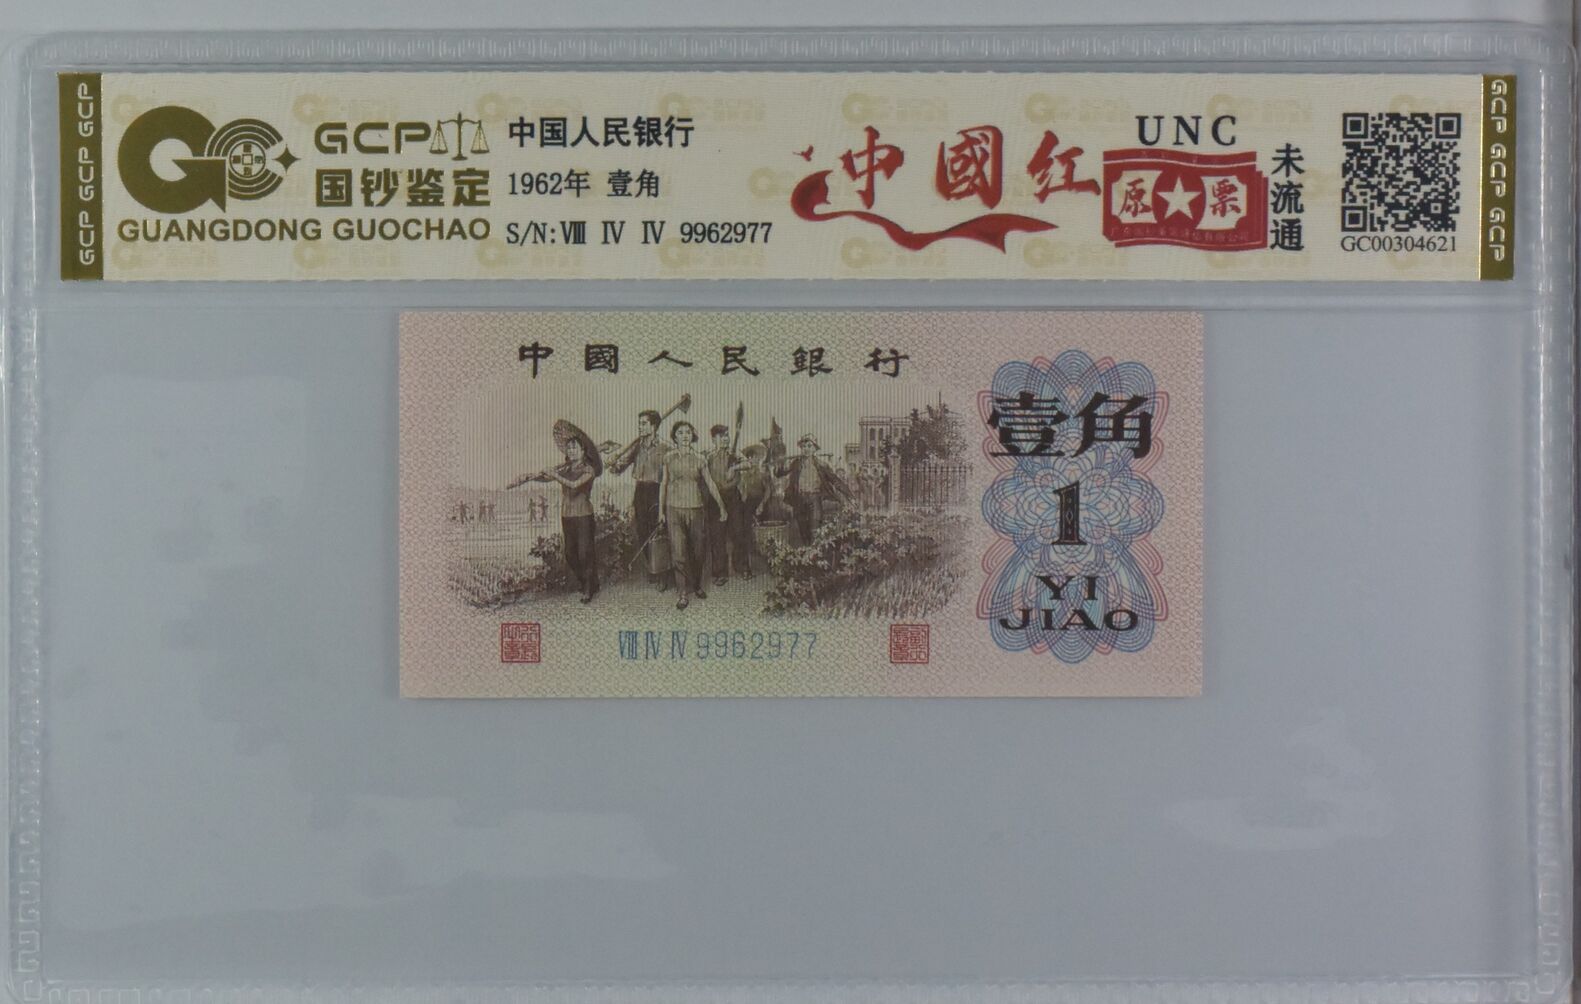 GCP GCP GCP
GCP
国钞鉴定
GUANGDONG GUOCHAO
中国人民银行
1962年 壹角
S/N:Ⅷ Ⅳ Ⅳ 9962977
中國红
UNC
原★票
未流通
GC00304621
GCP GCP GCP
中國人民銀行
壹角
1
YI
JIAO
Ⅷ Ⅳ Ⅳ 9962977